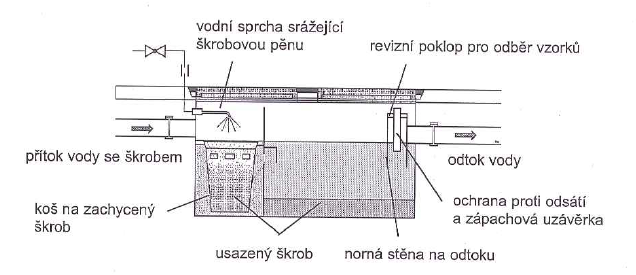 vodní sprcha srážející
škrobovou pěnu
revizní poklop pro odběr vzorků
přítok vody se škrobem
odtok vody
koš na zachycený
škrob
ochrana proti odsátí
a zápachová uzávěrka
usazený škrob
norná stěna na odtoku